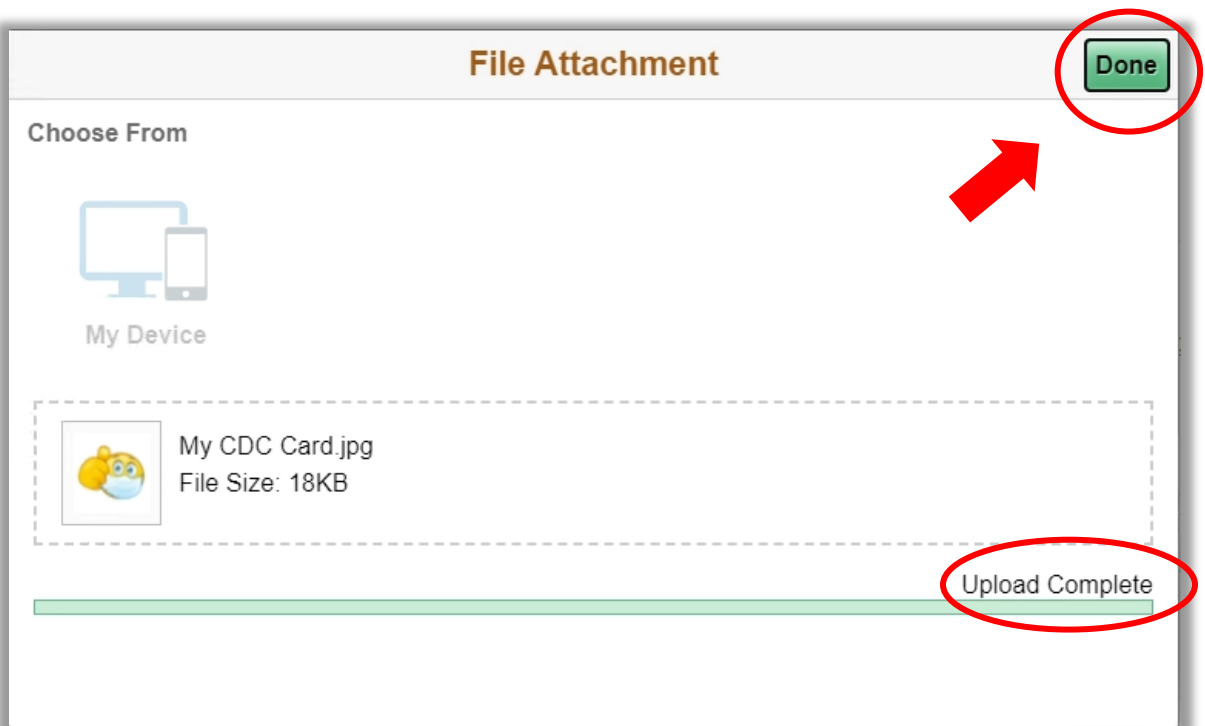 File Attachment
Done
Choose From
My Device
My CDC Card.jpg
File Size: 18KB
Upload Complete